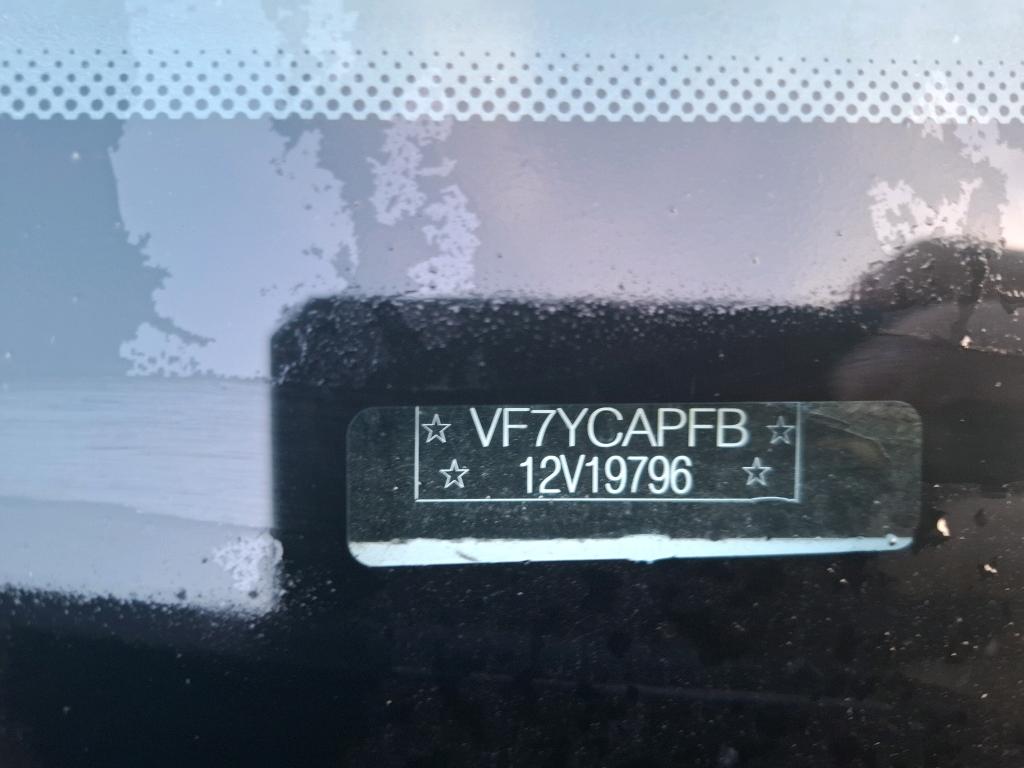 ☆ VF7YCAPFB ☆
☆ 12V19796 ☆